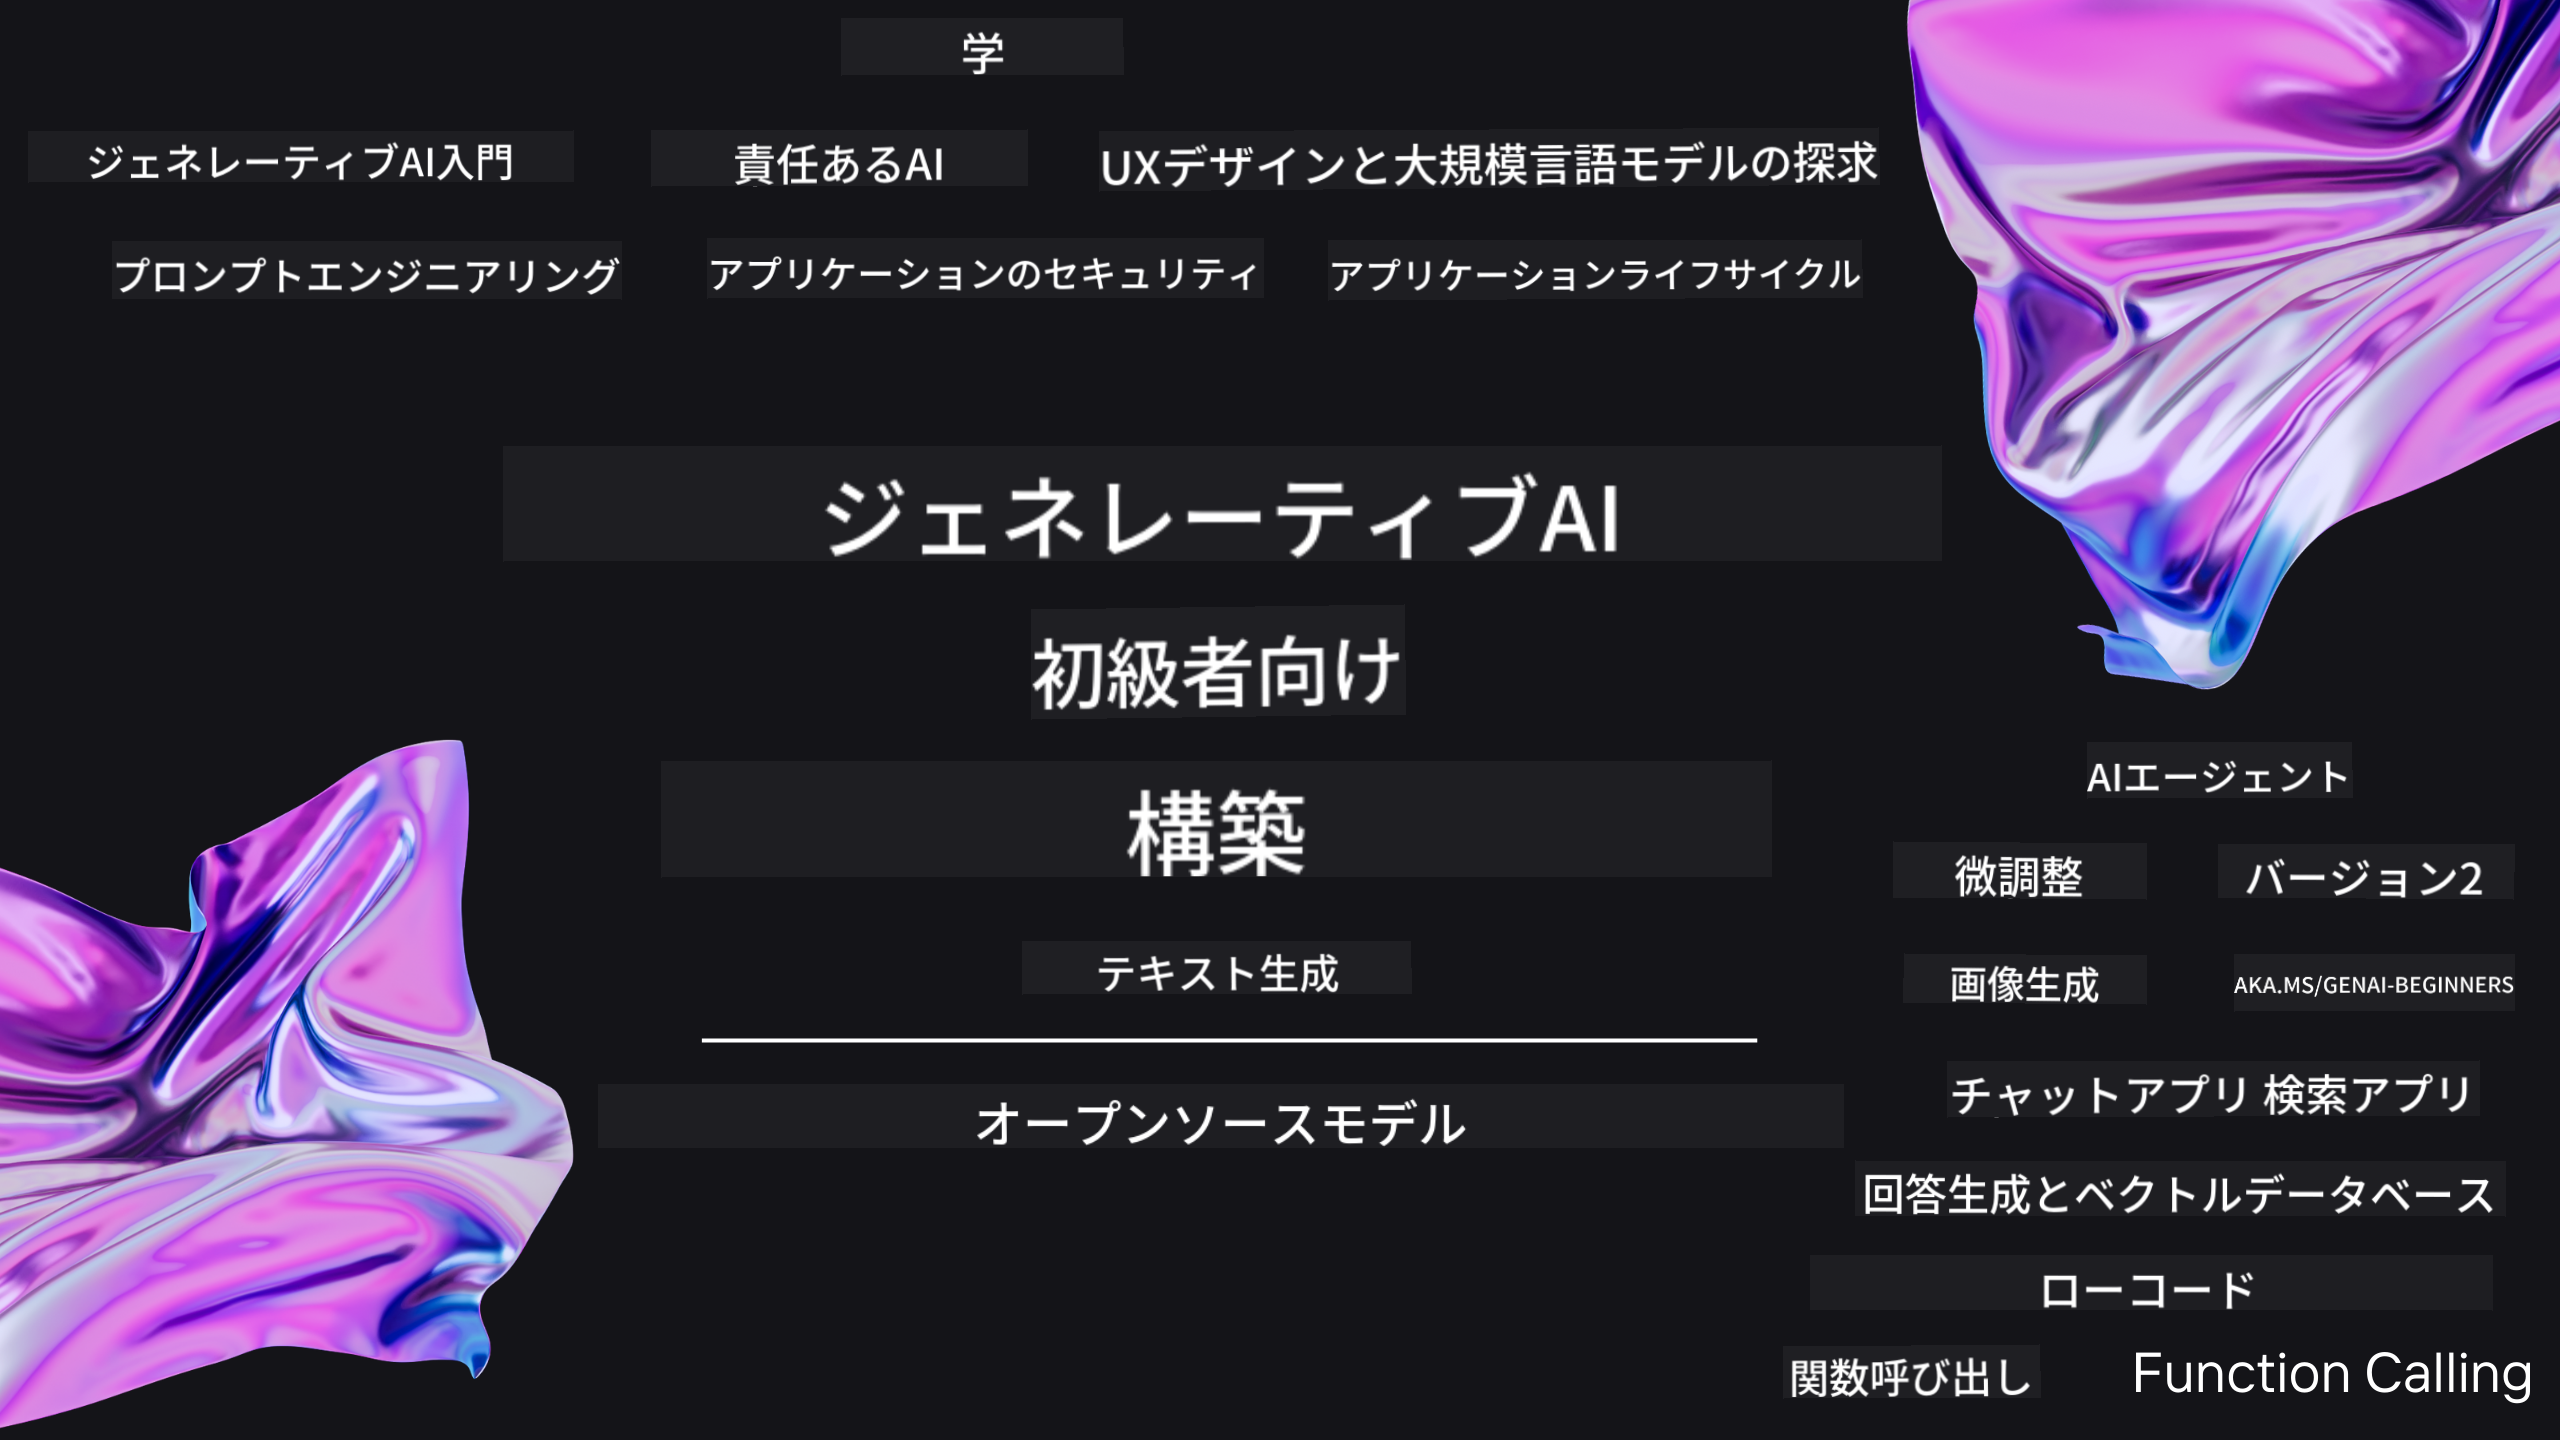 学
ジェネレーティブAI入門
責任あるAI
UXデザインと大規模言語モデルの探求
プロンプトエンジニアリング
アプリケーションのセキュリティ
アプリケーションライフサイクル
ジェネレーティブAI
初級者向け
構築
テキスト生成
オープンソースモデル
AIエージェント
微調整
バージョン2
画像生成
AKA.MS/GENAI-BEGINNERS
チャットアプリ 検索アプリ
回答生成とベクトルデータベース
ローコード
関数呼び出し
Function Calling